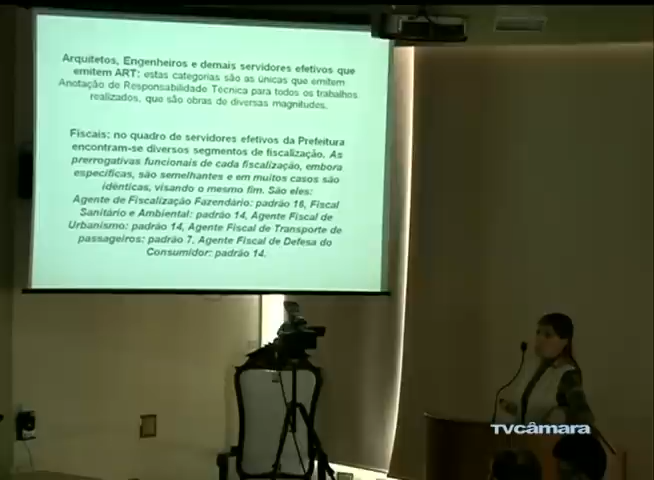 Arquitetos, Engenheiros e demais servidores efetivos que
emitem ART: estas categorias são as únicas que emitem
Anotação de Responsabilidade Técnica para todos os trabalhos
realizados, que são obras de diversas magnitudes.
Fiscais: no quadro de servidores efetivos da Prefeitura
encontram-se diversos segmentos de fiscalização. As
prerrogativas funcionais de cada fiscalização, embora
específicas, são semelhantes e em muitos casos são
idênticas, visando o mesmo fim. São eles:
Agente de Fiscalização Fazendário: padrão 16, Fiscal
Sanitário e Ambiental: padrão 14, Agente Fiscal de
Urbanismo: padrão 14, Agente Fiscal de Transporte de
passageiros: padrão 7, Agente Fiscal de Defesa do
Consumidor: padrão 14.
TVcâmara